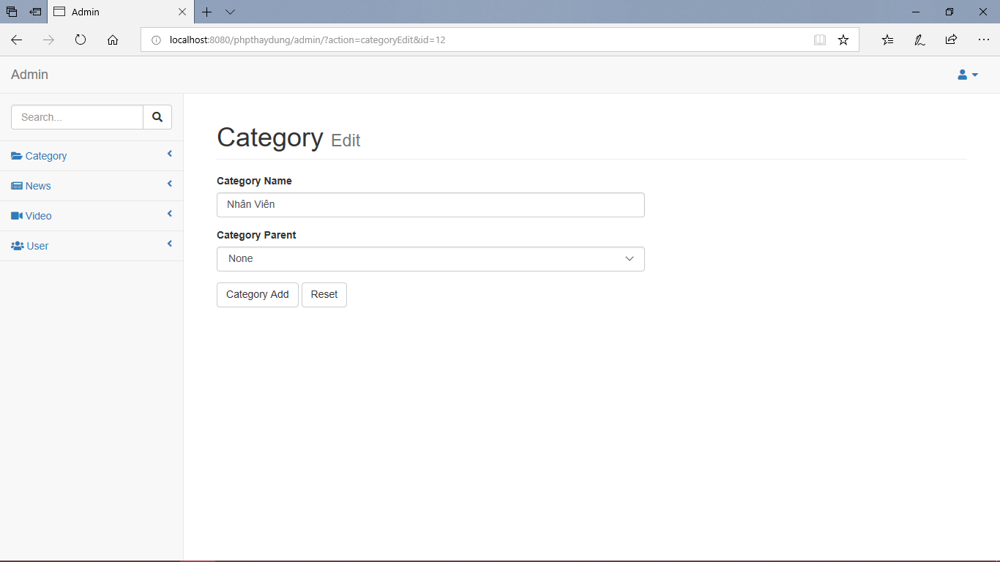 Admin
localhost:8080/phpthaydung/admin/?action=categoryEdit&id=12
Admin
Search...
Category
News
Video
User
Category Edit
Category Name
Nhân Viên
Category Parent
None
Category Add Reset